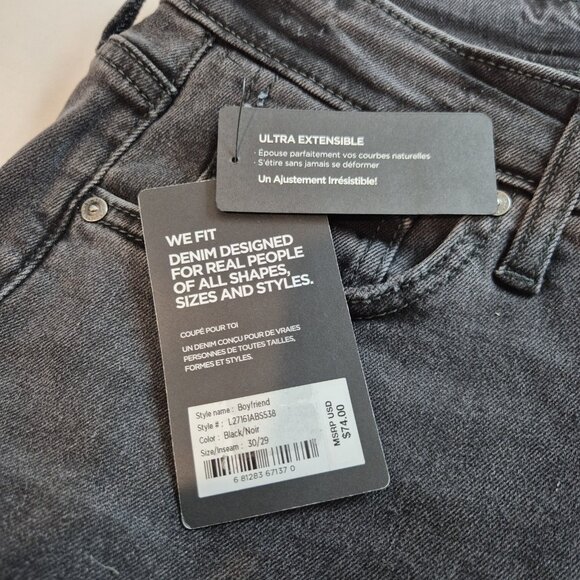 ULTRA EXTENSIBLE
· Épouse parfaitement vos courbes naturelles
· S'étire sans jamais se déformer
Un Ajustement Irrésistible!
WE FIT
DENIM DESIGNED
FOR REAL PEOPLE
OF ALL SHAPES,
SIZES AND STYLES.
COUPÉ POUR TOI
UN DENIM CONÇU POUR DE VRAIES
PERSONNES DE TOUTES TAILLES,
FORMES ET STYLES.
Style name : Boyfriend
Style # : L27161ABS538
Color : Black/Noir
Size/Inseam : 30/29
6 81283 67137 0
MSRP USD
$74.00